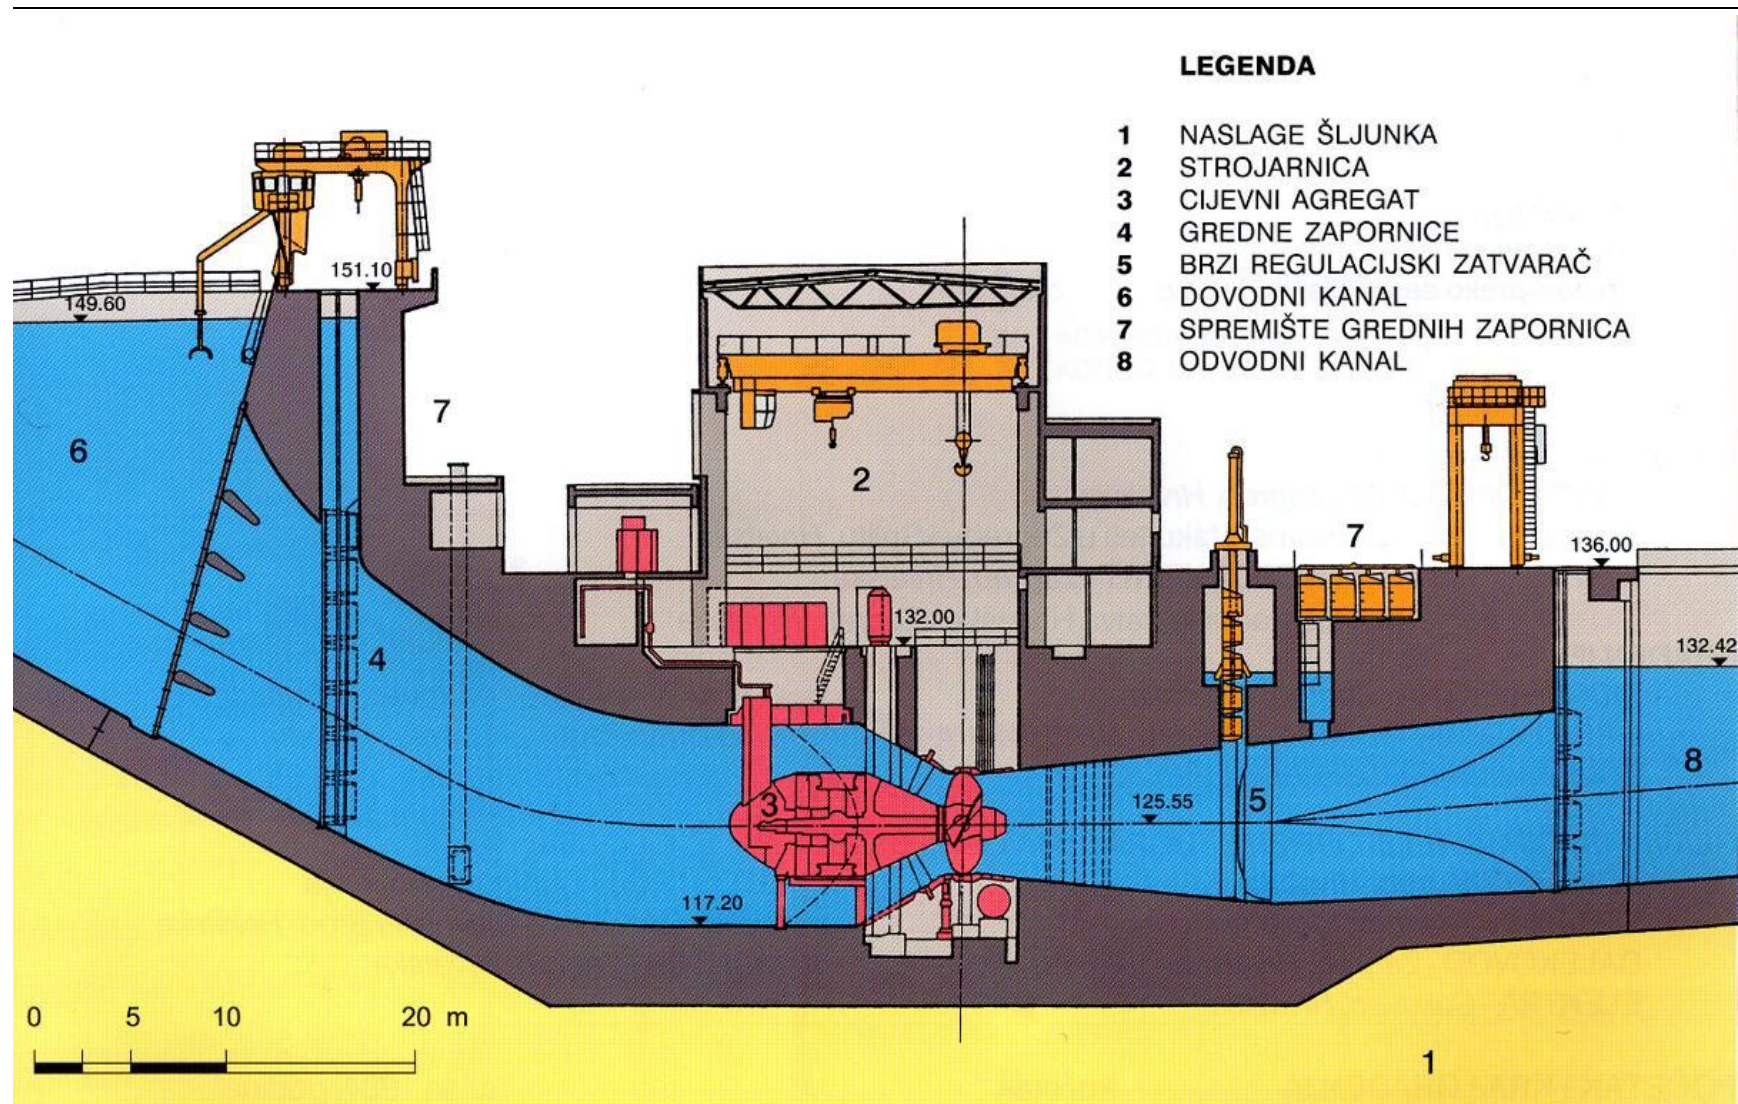 LEGENDA
1 NASLAGE ŠLJUNKA
2 STROJARNICA
3 CIJEVNI AGREGAT
4 GREDNE ZAPORNICE
5 BRZI REGULACIJSKI ZATVARAČ
6 DOVODNI KANAL
7 SPREMIŠTE GREDNIH ZAPORNICA
8 ODVODNI KANAL
151.10
149.60
7
6
2
7
136.00
132.00
132.42
4
8
3
125.55
5
117.20
0 5 10 20 m
1